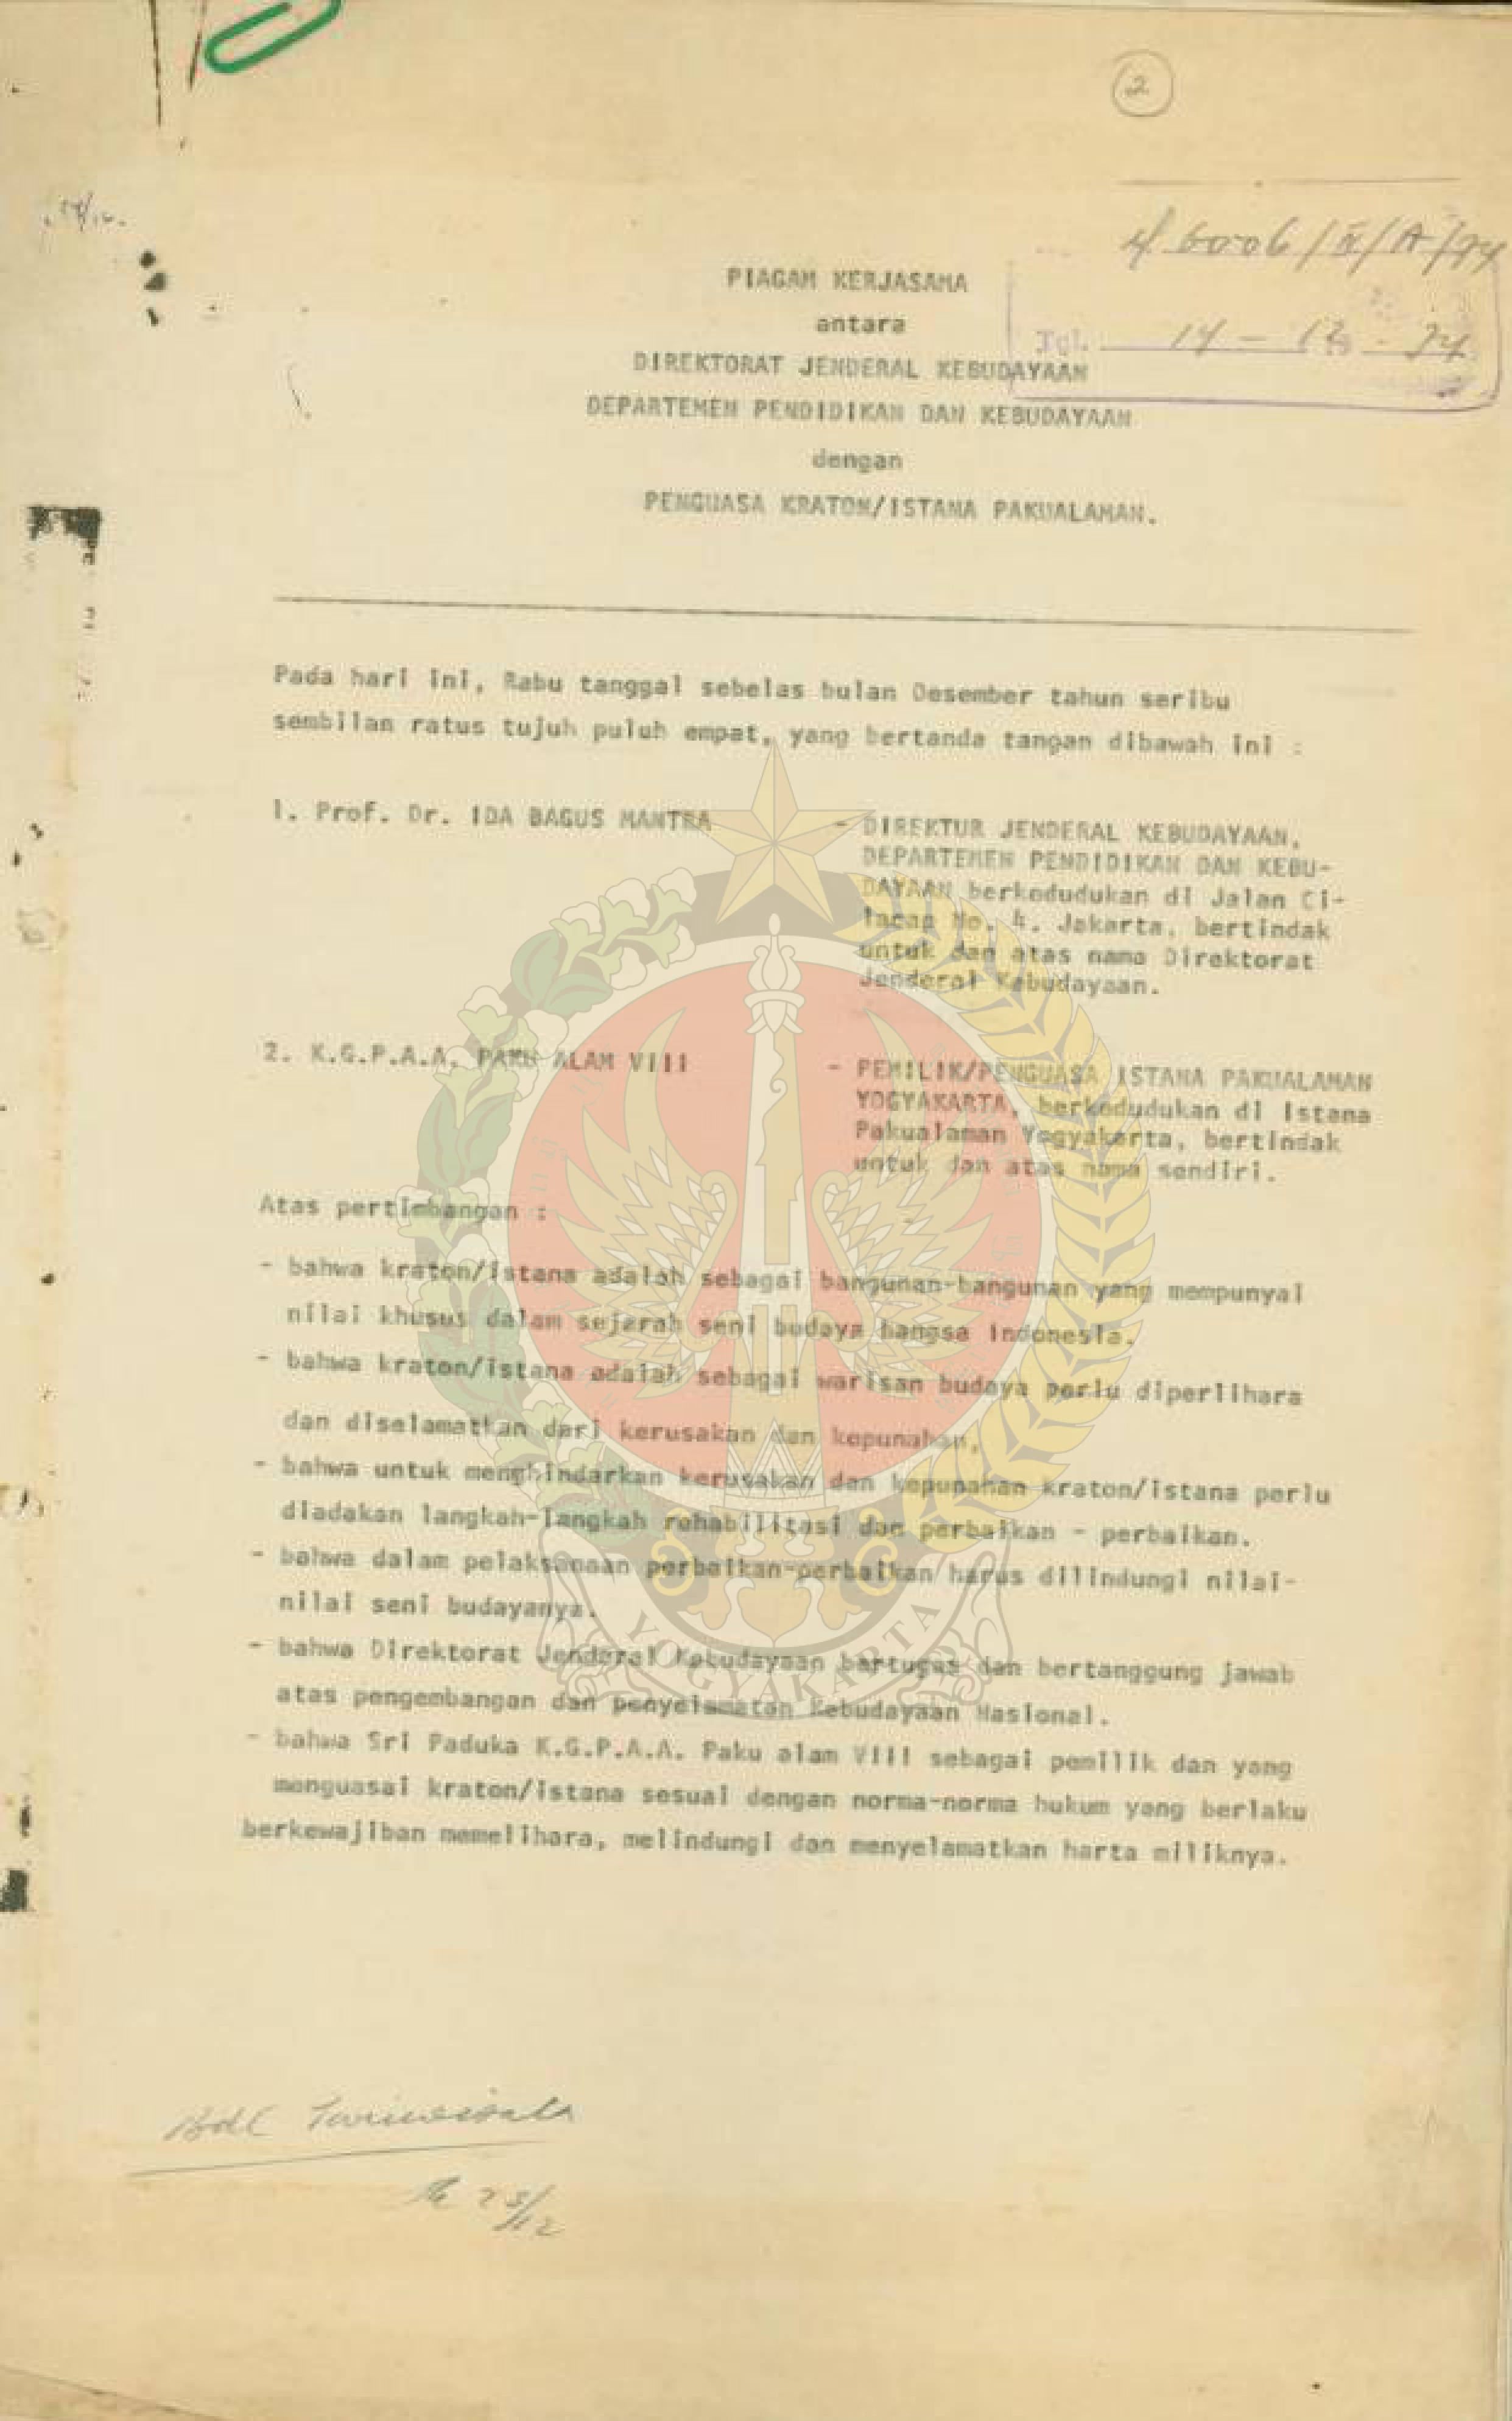 2
PIAGAM KERJASAMA
antara
DIREKTORAT JENDERAL KEBUDAYAAN
DEPARTEMEN PENDIDIKAN DAN KEBUDAYAAN
dengan
PENGUASA KRATON/ISTANA PAKUALAMAN.
Tgl. 14 - 12 - 74
Pada hari ini, Rabu tanggal sebelas bulan Desember tahun seribu
sembilan ratus tujuh puluh empat, yang bertanda tangan dibawah ini :
1. Prof. Dr. IDA BAGUS MANTRA - DIREKTUR JENDERAL KEBUDAYAAN,
DEPARTEMEN PENDIDIKAN DAN KEBU-
DAYAAN berkedudukan di Jalan Ci-
lacap No. 4. Jakarta, bertindak
untuk dan atas nama Direktorat
Jenderal Kebudayaan.
2. K.G.P.A.A. PAKU ALAM VIII - PEMILIK/PENGUASA ISTANA PAKUALAMAN
YOGYAKARTA, berkedudukan di Istana
Pakualaman Yogyakarta, bertindak
untuk dan atas nama sendiri.
Atas pertimbangan :
- bahwa kraton/istana adalah sebagai bangunan-bangunan yang mempunyai
nilai khusus dalam sejarah seni budaya bangsa Indonesia.
- bahwa kraton/istana adalah sebagai warisan budaya perlu diperlihara
dan diselamatkan dari kerusakan dan kepunahan,
- bahwa untuk menghindarkan kerusakan dan kepunahan kraton/istana perlu
diadakan langkah-langkah rehabilitasi dan perbaikan - perbaikan.
- bahwa dalam pelaksanaan perbaikan-perbaikan harus dilindungi nilai-
nilai seni budayanya.
- bahwa Direktorat Jenderal Kebudayaan bertugas dan bertanggung jawab
atas pengembangan dan penyelamatan Kebudayaan Nasional.
- bahwa Sri Paduka K.G.P.A.A. Paku alam VIII sebagai pemilik dan yang
menguasai kraton/istana sesuai dengan norma-norma hukum yang berlaku
berkewajiban memelihara, melindungi dan menyelamatkan harta miliknya.
YOGYAKARTA
23/12